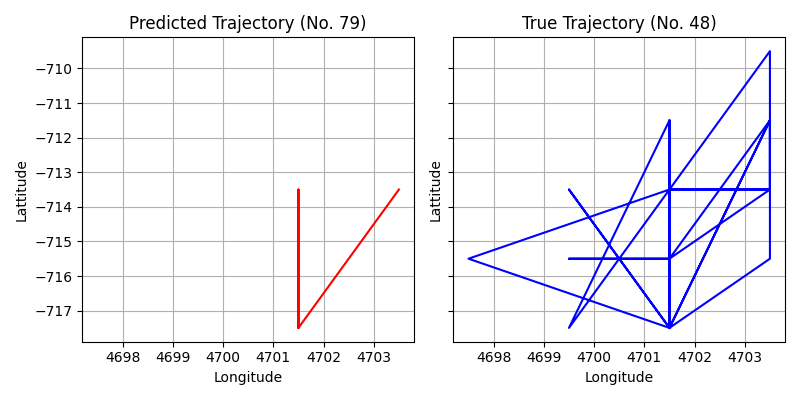 Predicted Trajectory (No. 79)
True Trajectory (No. 48)
−710
−711
−712
−713
−714
−715
−716
−717
Lattitude
Lattitude
4698 4699 4700 4701 4702 4703
4698 4699 4700 4701 4702 4703
Longitude
Longitude